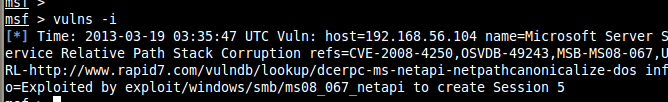 msf >
msf > vulns -i
[*] Time: 2013-03-19 03:35:47 UTC Vuln: host=192.168.56.104 name=Microsoft Server S
ervice Relative Path Stack Corruption refs=CVE-2008-4250,OSVDB-49243,MSB-MS08-067,U
RL-http://www.rapid7.com/vulndb/lookup/dcerpc-ms-netapi-netpathcanonicalize-dos inf
o=Exploited by exploit/windows/smb/ms08_067_netapi to create Session 5
msf >